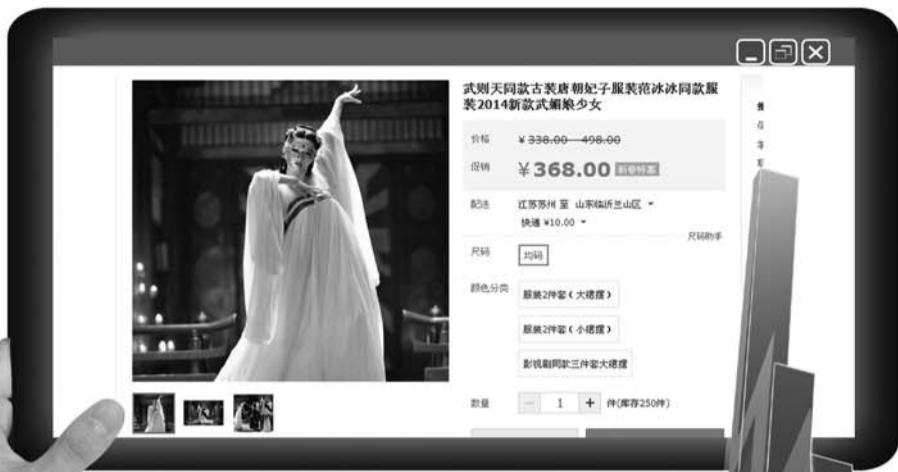 武则天同款古装唐朝妃子服装范冰冰同款服
装2014新款武媚娘少女
价格 ¥ 338.00 - 498.00
促销 ¥368.00 新春特惠
配送 江苏苏州 至 山东临沂兰山区
快递 ¥10.00
尺码助手
尺码 均码
颜色分类 服装2件套(大裙摆)
服装2件套(小裙摆)
影视剧同款三件套大裙摆
数量 - 1 + 件(库存250件)